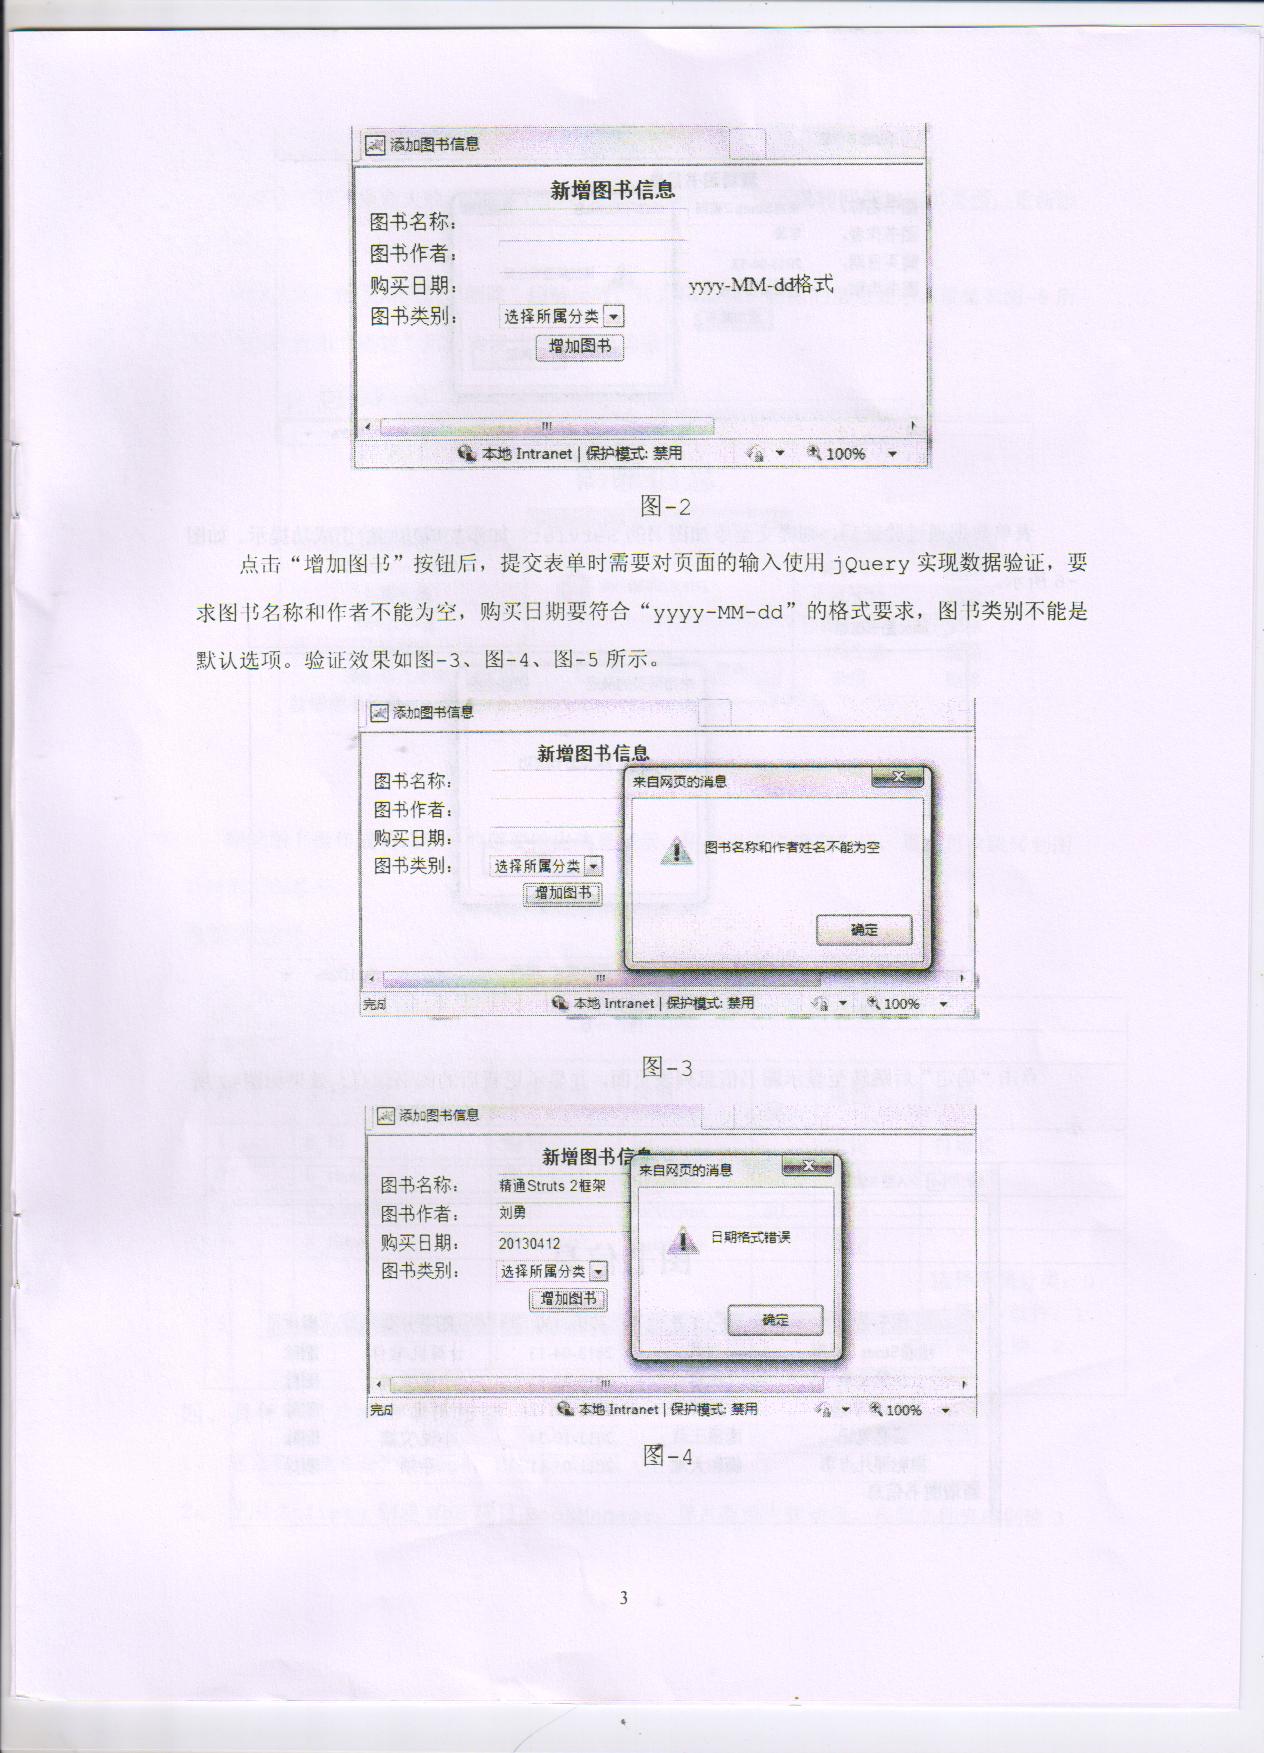 添加图书信息
新增图书信息
图书名称:
图书作者:
购买日期: yyyy-MM-dd格式
图书类别: 选择所属分类
增加图书
本地 Intranet | 保护模式: 禁用 100%
图-2
点击“增加图书”按钮后，提交表单时需要对页面的输入使用 jQuery 实现数据验证，要
求图书名称和作者不能为空，购买日期要符合“yyyy-MM-dd”的格式要求，图书类别不能是
默认选项。验证效果如图-3、图-4、图-5 所示。
添加图书信息
新增图书信息
图书名称:
图书作者:
购买日期:
图书类别: 选择所属分类
增加图书
来自网页的消息
图书名称和作者姓名不能为空
确定
完成 本地 Intranet | 保护模式: 禁用 100%
图-3
添加图书信息
新增图书信息
图书名称: 精通Struts 2框架
图书作者: 刘勇
购买日期: 20130412
图书类别: 选择所属分类
增加图书
来自网页的消息
日期格式错误
确定
完成 本地 Intranet | 保护模式: 禁用 100%
图-4
3